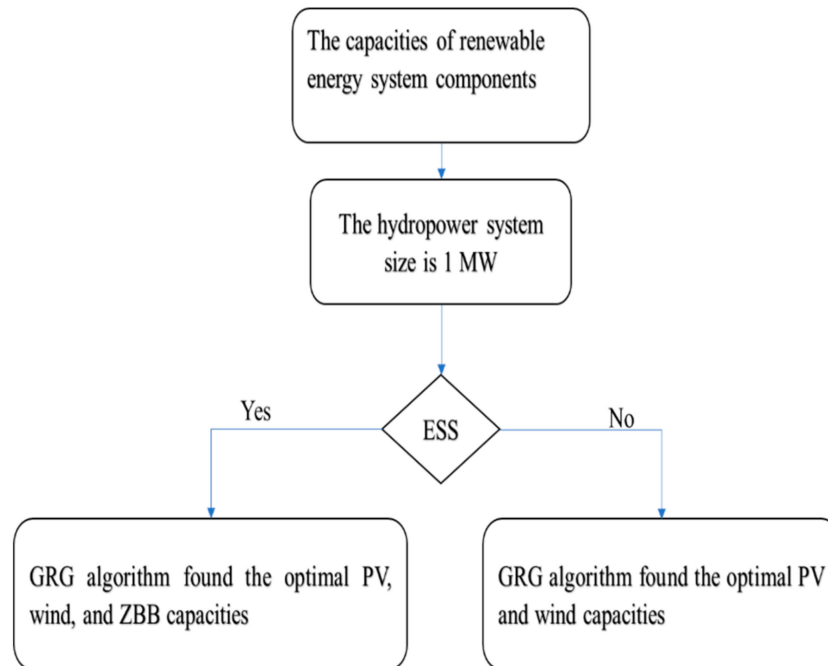 The capacities of renewable
energy system components
The hydropower system
size is 1 MW
Yes
ESS
No
GRG algorithm found the optimal PV,
wind, and ZBB capacities
GRG algorithm found the optimal PV
and wind capacities